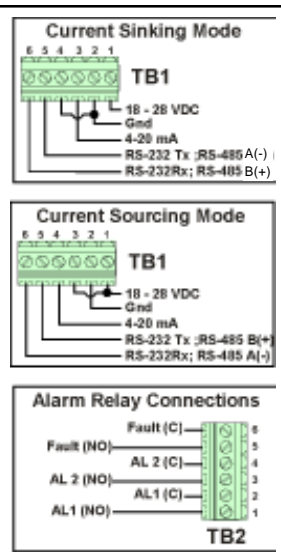 Current Sinking Mode
6 5 4 3 2 1
TB1
18 - 28 VDC
Gnd
4-20 mA
RS-232 Tx ;RS-485 A(-)
RS-232Rx; RS-485 B(+)
Current Sourcing Mode
6 5 4 3 2 1
TB1
18 - 28 VDC
Gnd
4-20 mA
RS-232 Tx ;RS-485 B(+)
RS-232Rx; RS-485 A(-)
Alarm Relay Connections
Fault (C) 6
Fault (NO) 5
AL 2 (C) 4
AL 2 (NO) 3
AL1 (C) 2
AL1 (NO) 1
TB2